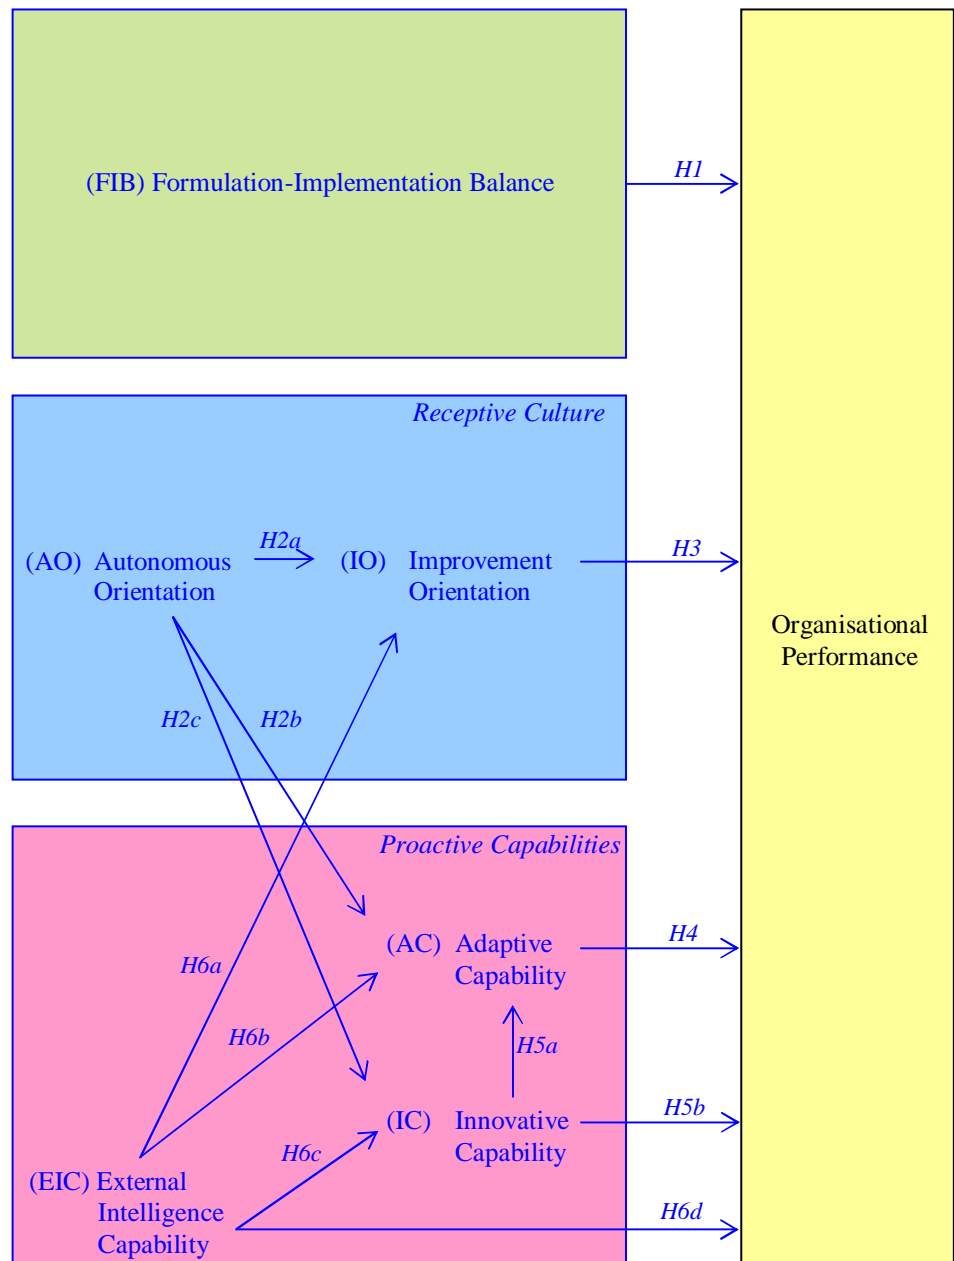 (FIB) Formulation-Implementation Balance
H1
Receptive Culture
(AO) Autonomous
Orientation
H2a
(IO) Improvement
Orientation
H3
Organisational
Performance
H2c
H2b
Proactive Capabilities
(AC) Adaptive
Capability
H4
H6a
H6b
H5a
(IC) Innovative
Capability
H5b
H6c
(EIC) External
Intelligence
Capability
H6d